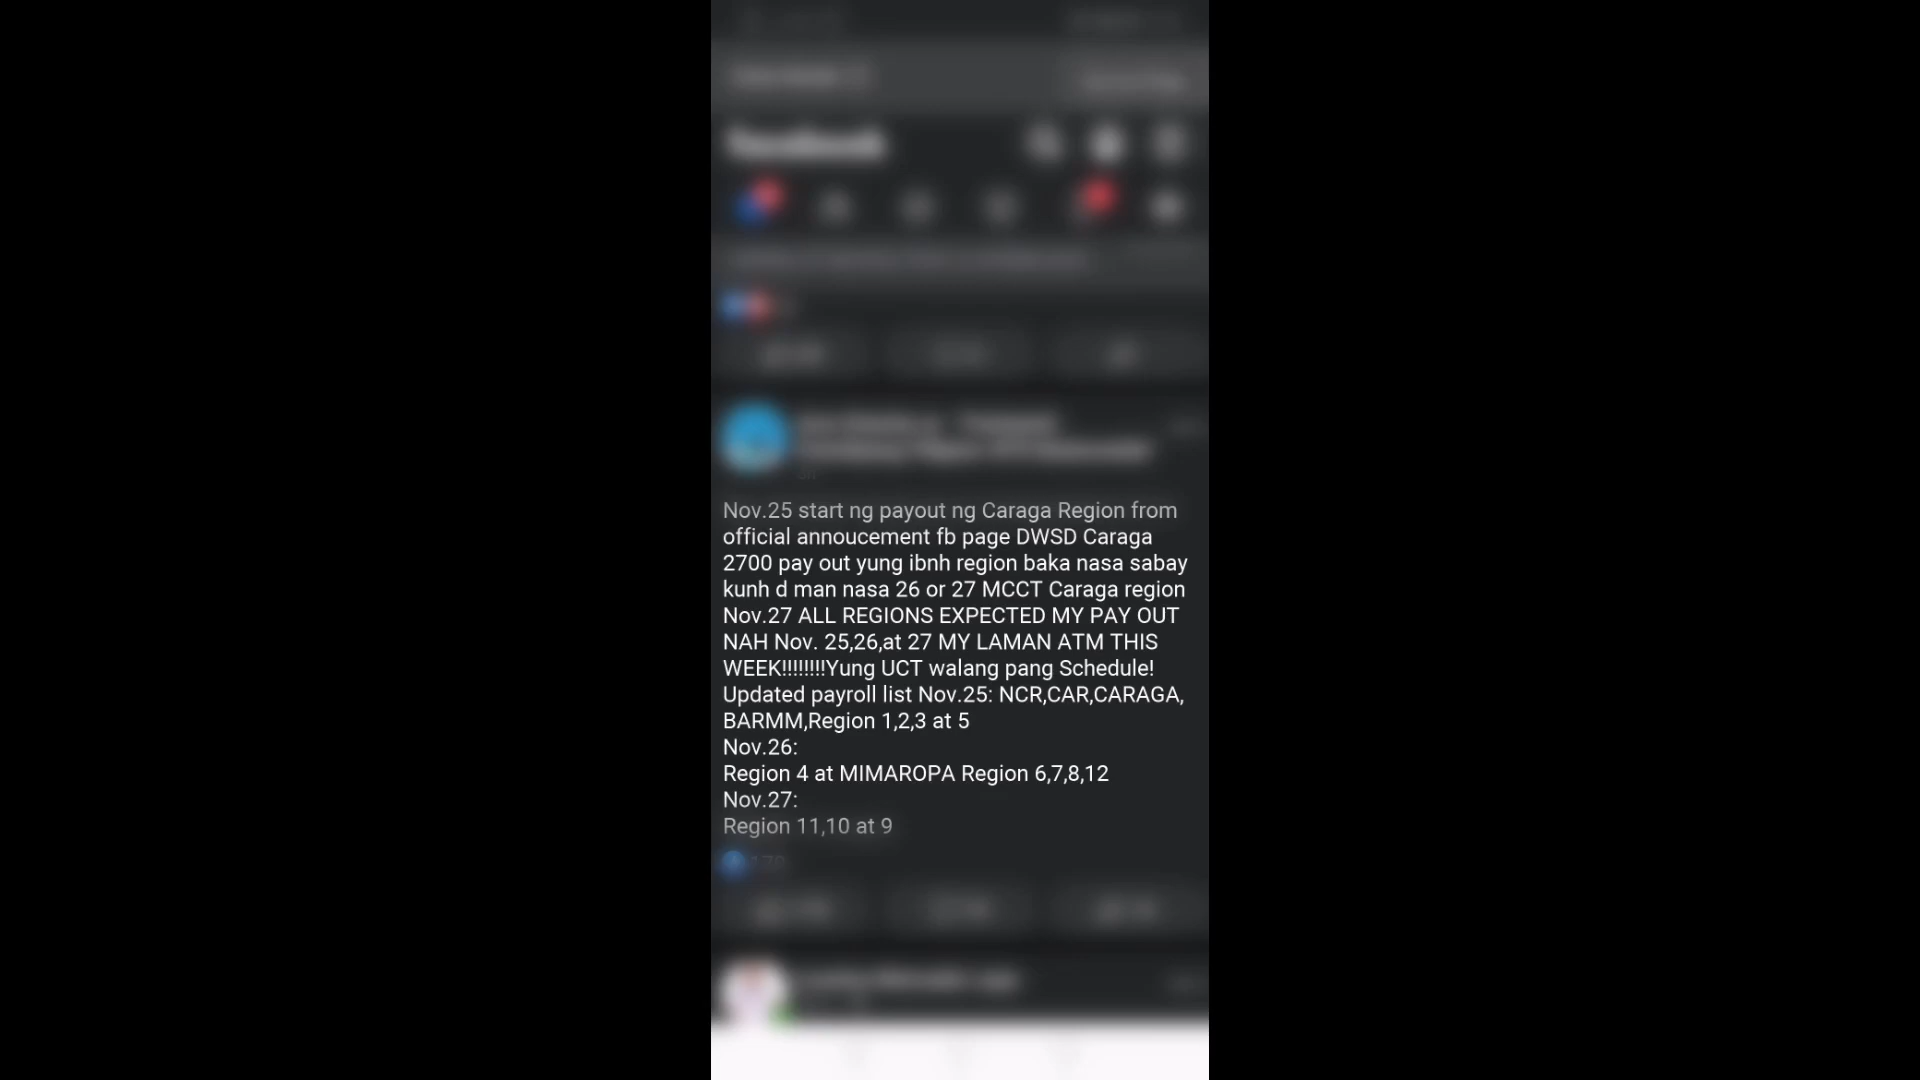 Nov.25 start ng payout ng Caraga Region from
official annoucement fb page DWSD Caraga
2700 pay out yung ibnh region baka nasa sabay
kunh d man nasa 26 or 27 MCCT Caraga region
Nov.27 ALL REGIONS EXPECTED MY PAY OUT
NAH Nov. 25,26,at 27 MY LAMAN ATM THIS
WEEK!!!!!!!!Yung UCT walang pang Schedule!
Updated payroll list Nov.25: NCR,CAR,CARAGA,
BARMM,Region 1,2,3 at 5
Nov.26:
Region 4 at MIMAROPA Region 6,7,8,12
Nov.27:
Region 11,10 at 9